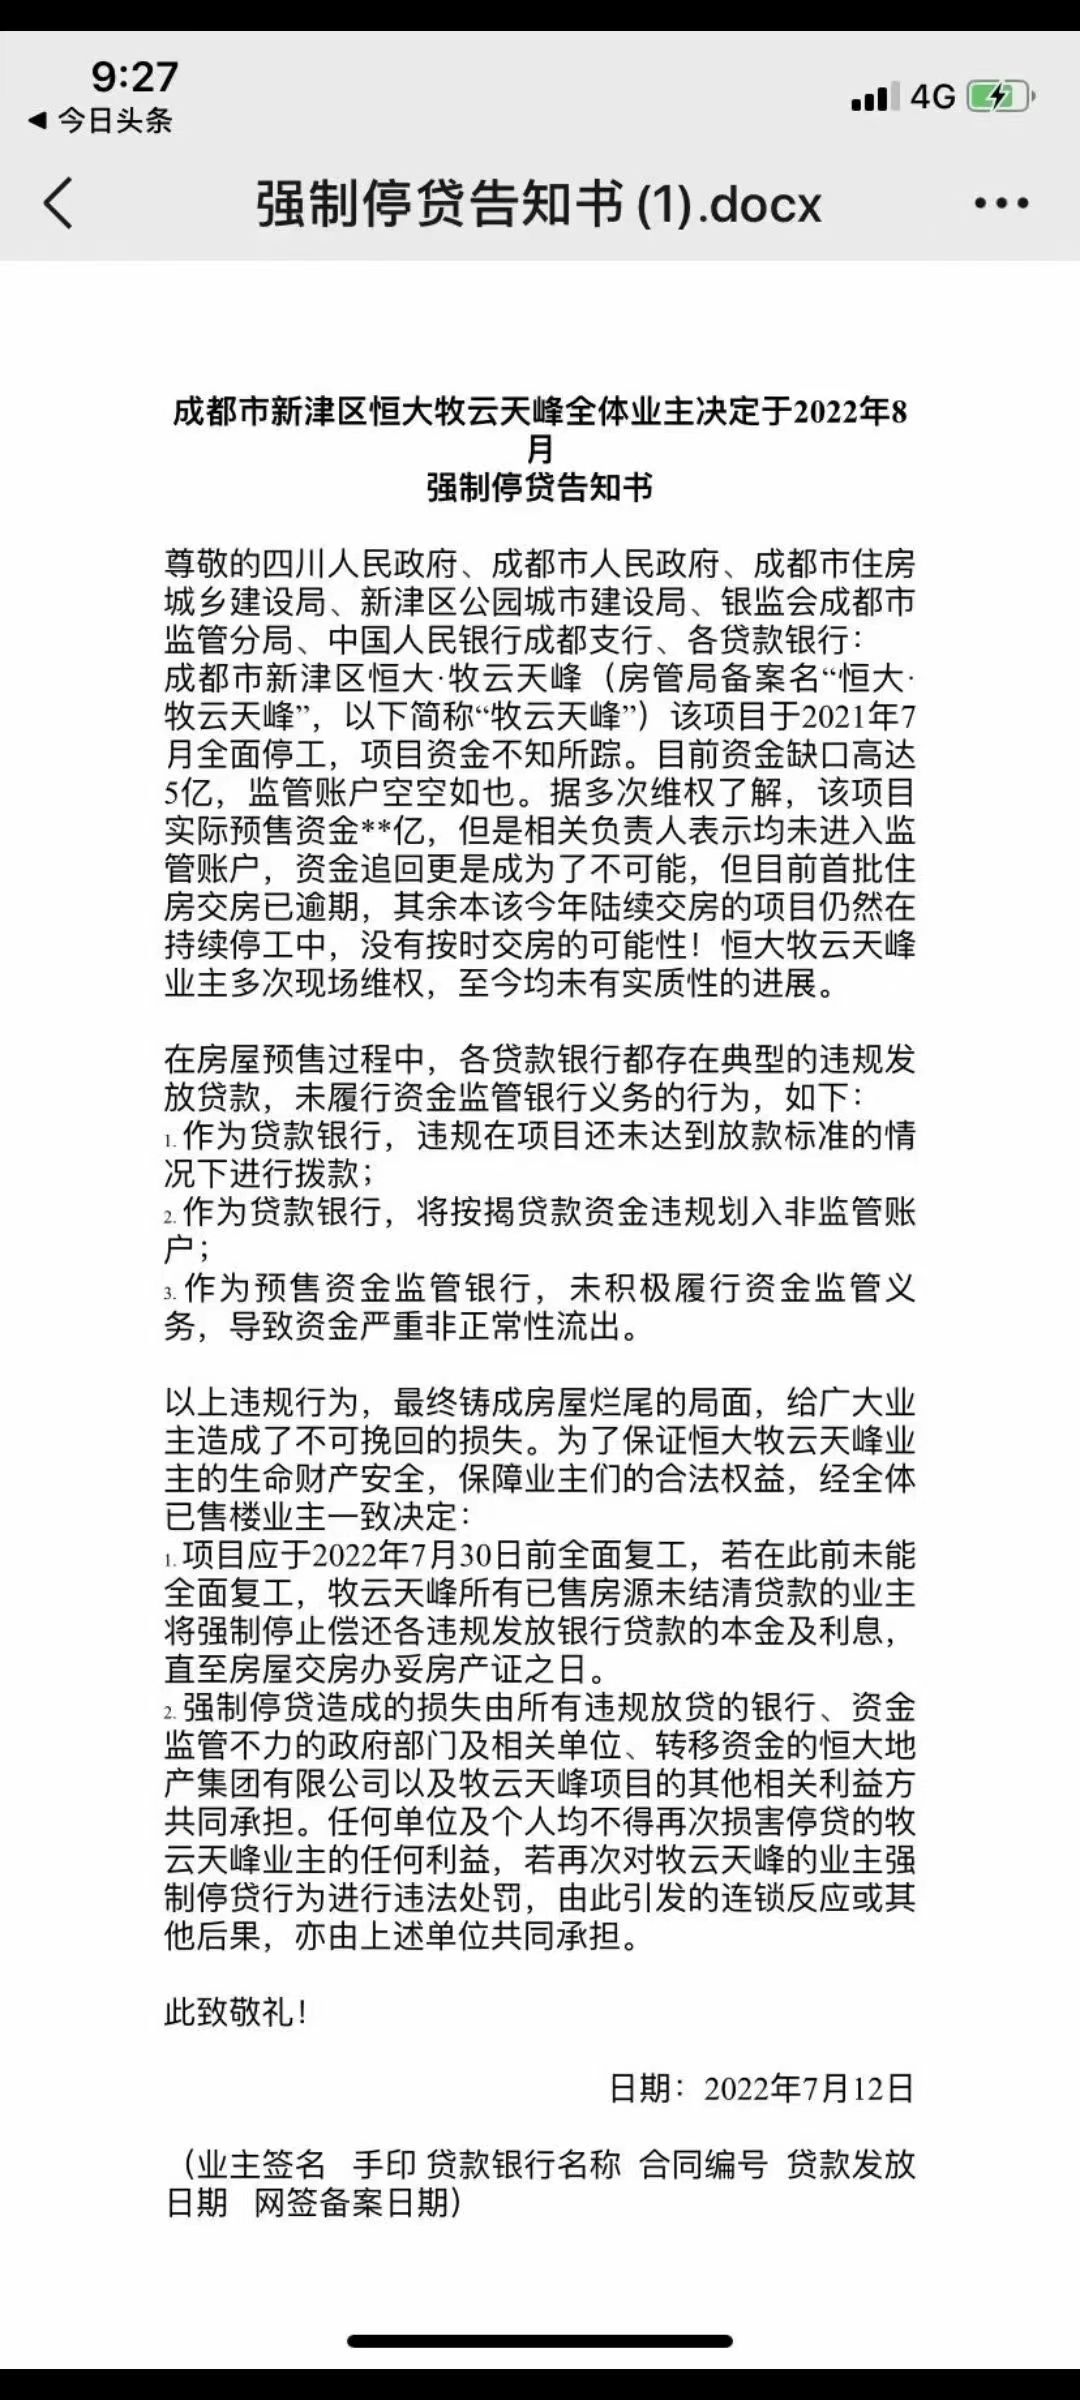 9:27
4G
今日头条
强制停贷告知书(1).docx
成都市新津区恒大牧云天峰全体业主决定于2022年8
月
强制停贷告知书
尊敬的四川人民政府、成都市人民政府、成都市住房
城乡建设局、新津区公园城市建设局、银监会成都市
监管分局、中国人民银行成都支行、各贷款银行：
成都市新津区恒大·牧云天峰（房管局备案名“恒大·
牧云天峰”，以下简称“牧云天峰”）该项目于2021年7
月全面停工，项目资金不知所踪。目前资金缺口高达
5亿，监管账户空空如也。据多次维权了解，该项目
实际预售资金**亿，但是相关负责人表示均未进入监
管账户，资金追回更是成为了不可能，但目前首批住
房交房已逾期，其余本该今年陆续交房的项目仍然在
持续停工中，没有按时交房的可能性！恒大牧云天峰
业主多次现场维权，至今均未有实质性的进展。
在房屋预售过程中，各贷款银行都存在典型的违规发
放贷款，未履行资金监管银行义务的行为，如下：
1. 作为贷款银行，违规在项目还未达到放款标准的情
况下进行拨款；
2. 作为贷款银行，将按揭贷款资金违规划入非监管账
户；
3. 作为预售资金监管银行，未积极履行资金监管义
务，导致资金严重非正常性流出。
以上违规行为，最终铸成房屋烂尾的局面，给广大业
主造成了不可挽回的损失。为了保证恒大牧云天峰业
主的生命财产安全，保障业主们的合法权益，经全体
已售楼业主一致决定：
1. 项目应于2022年7月30日前全面复工，若在此前未能
全面复工，牧云天峰所有已售房源未结清贷款的业主
将强制停止偿还各违规发放银行贷款的本金及利息，
直至房屋交房办妥房产证之日。
2. 强制停贷造成的损失由所有违规放贷的银行、资金
监管不力的政府部门及相关单位、转移资金的恒大地
产集团有限公司以及牧云天峰项目的其他相关利益方
共同承担。任何单位及个人均不得再次损害停贷的牧
云天峰业主的任何利益，若再次对牧云天峰的业主强
制停贷行为进行违法处罚，由此引发的连锁反应或其
他后果，亦由上述单位共同承担。
此致敬礼！
日期：2022年7月12日
（业主签名 手印 贷款银行名称 合同编号 贷款发放
日期 网签备案日期）